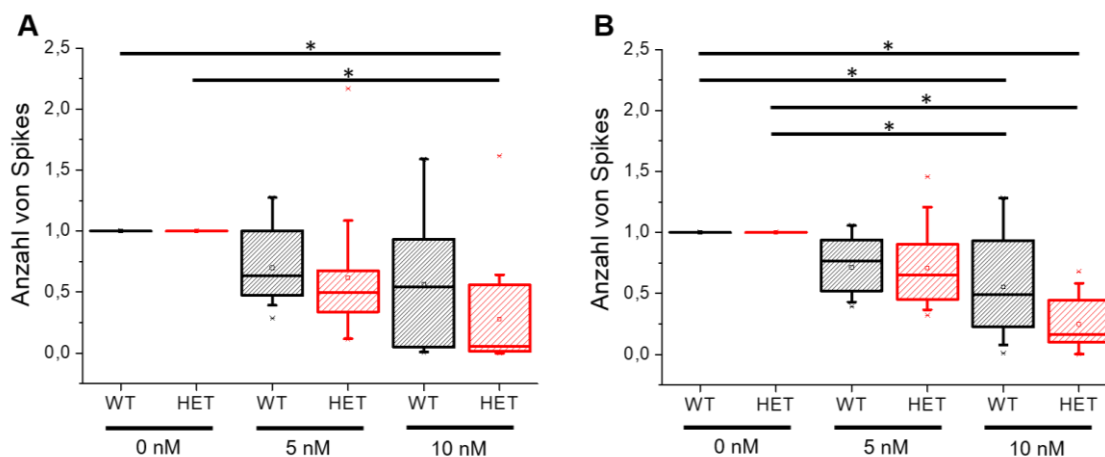 A
2,5
2,0
1,5
1,0
0,5
0,0
Anzahl von Spikes
*
*
WT HET WT HET WT HET
0 nM 5 nM 10 nM
B
2,5
2,0
1,5
1,0
0,5
0,0
Anzahl von Spikes
*
*
*
*
WT HET WT HET WT HET
0 nM 5 nM 10 nM